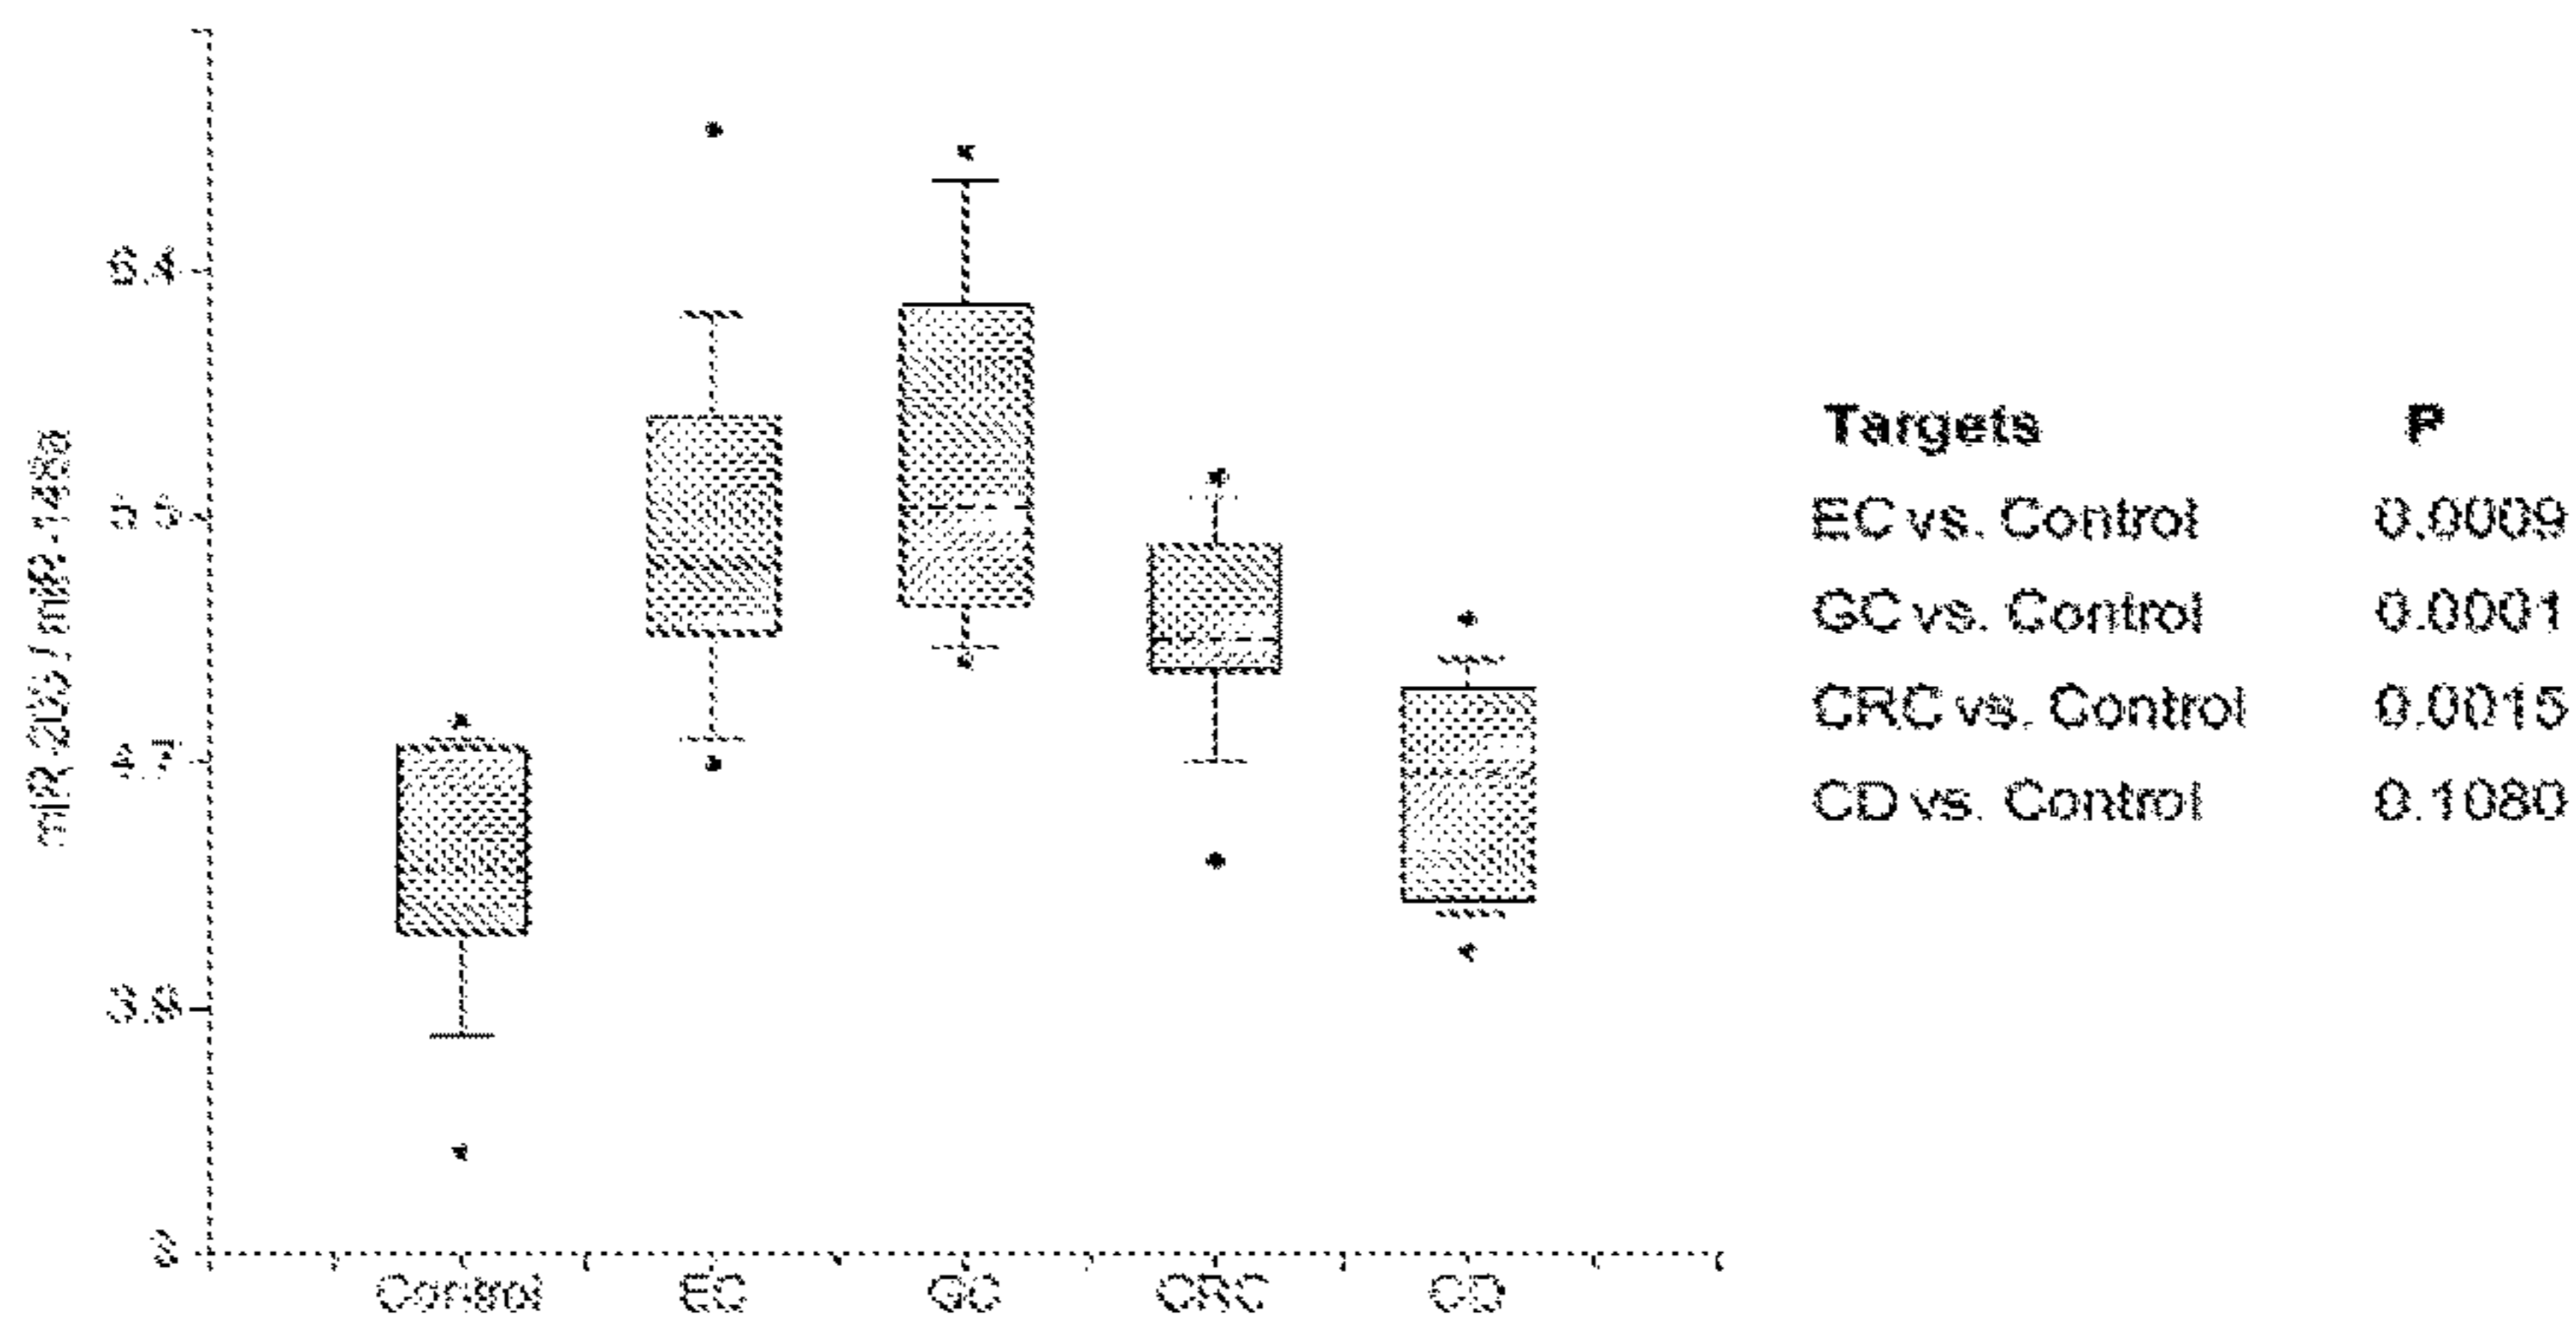 Targets P
EC vs. Control 0.0009
GC vs. Control 0.0001
CRC vs. Control 0.0015
CD vs. Control 0.1080
Control EC GC CRC CD